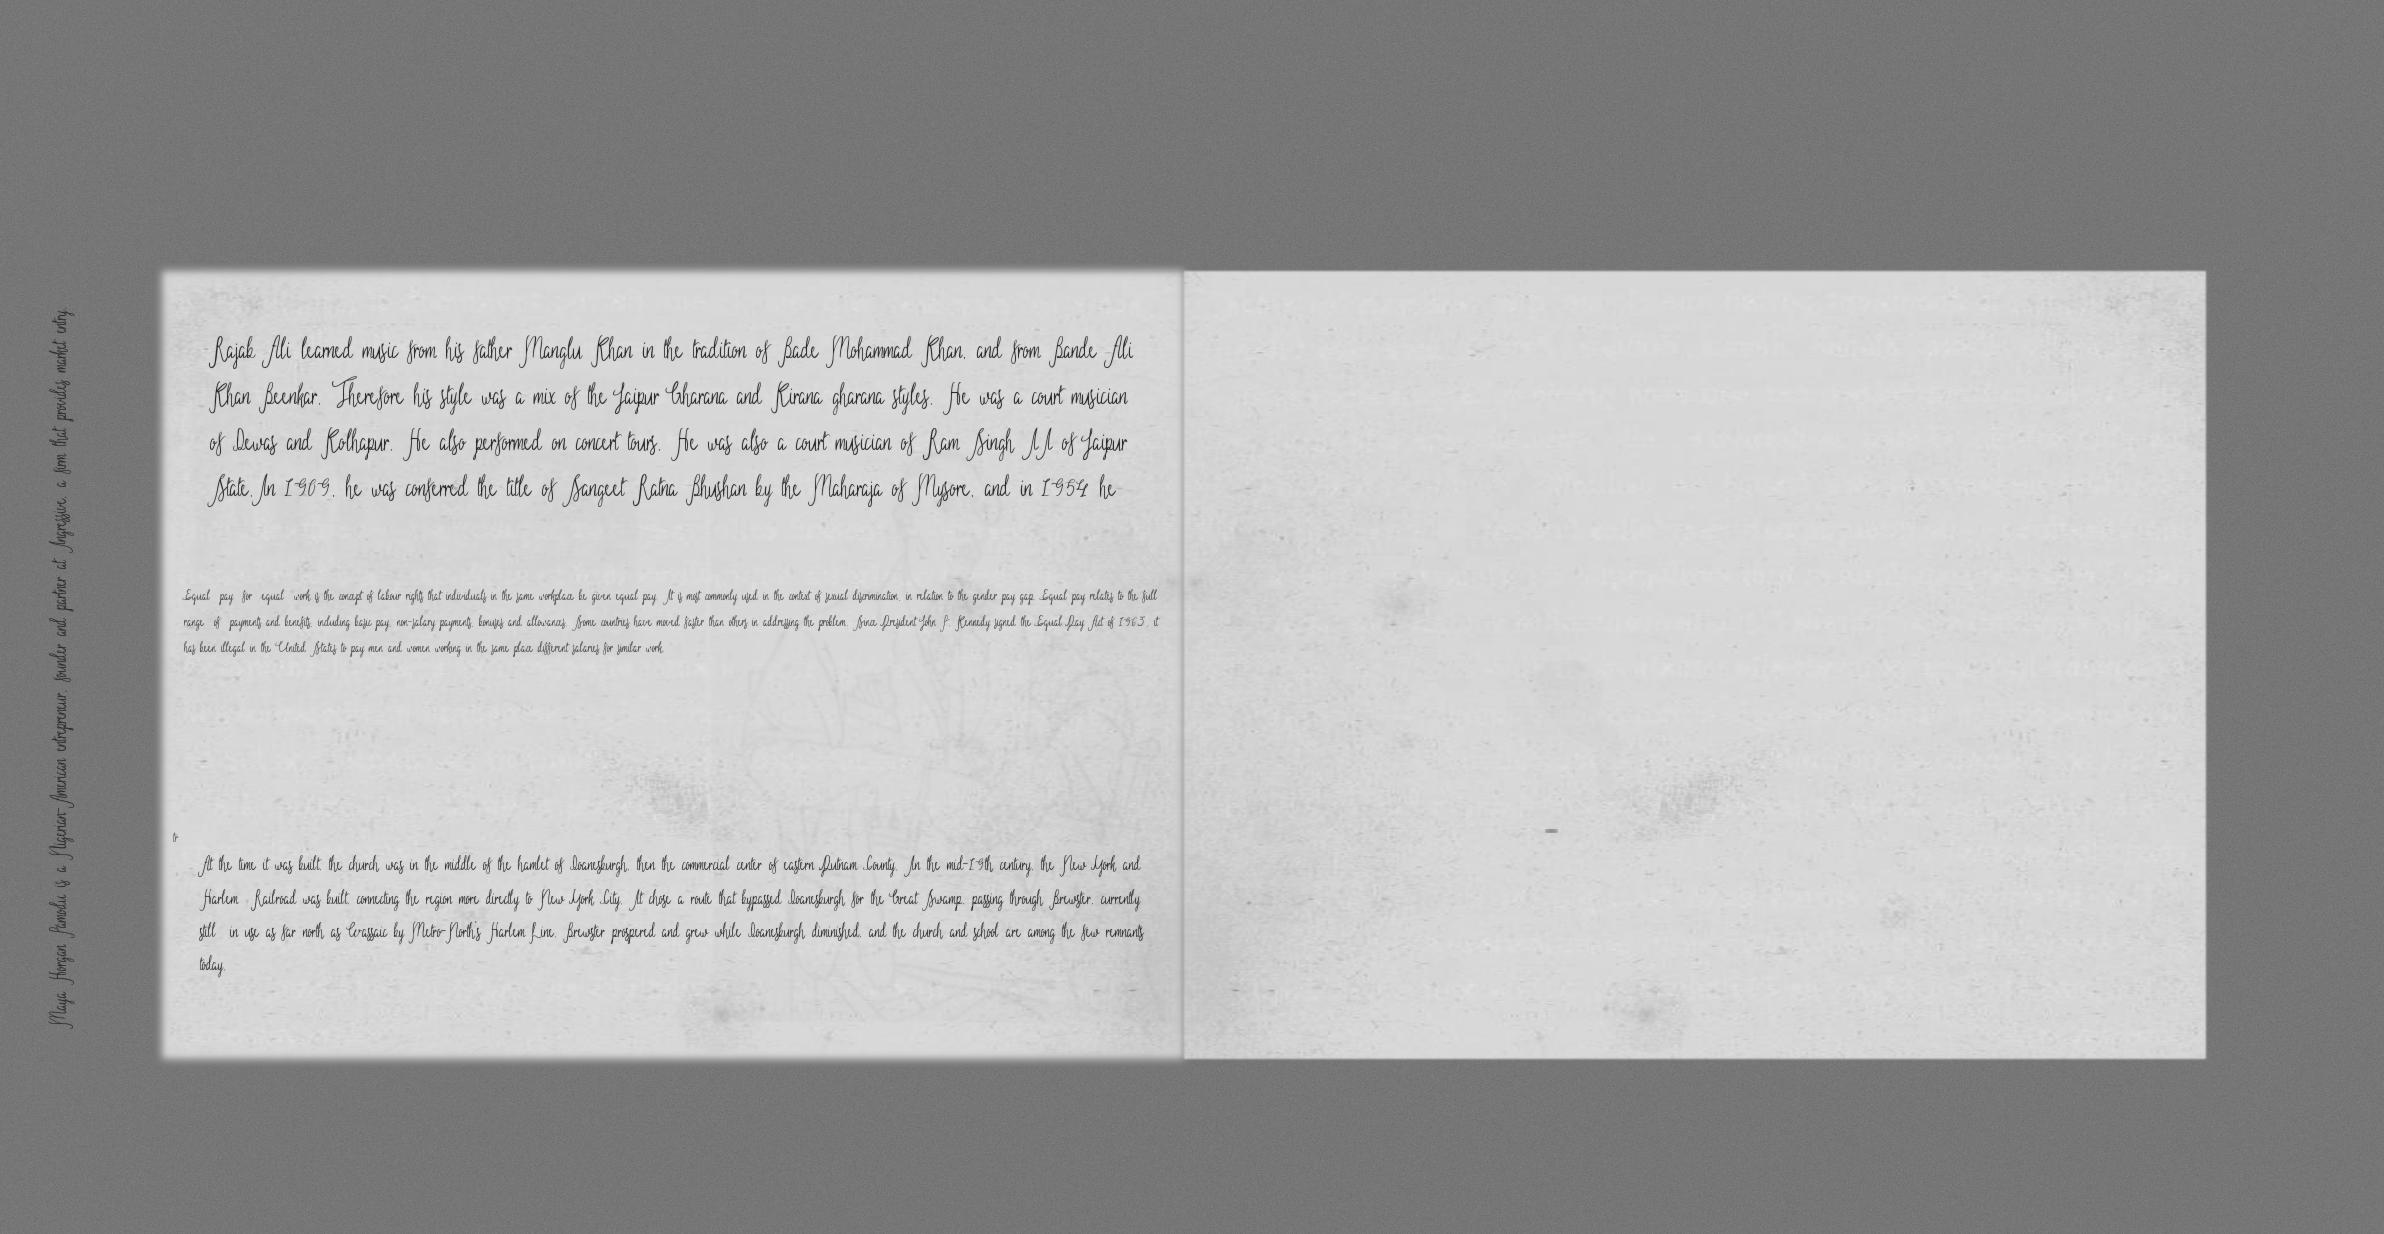 Rajab Ali learned music from his father Manglu Khan in the tradition of Bade Mohammad Khan, and from Bande Ali
Khan Beenkar. Therefore his style was a mix of the Jaipur Gharana and Kirana gharana styles. He was a court musician
of Dewas and Kolhapur. He also performed on concert tours. He was also a court musician of Ram Singh II of Jaipur
State.In 1909, he was conferred the title of Sangeet Ratna Bhushan by the Maharaja of Mysore, and in 1954 he
Equal pay for equal work is the concept of labour rights that individuals in the same workplace be given equal pay. It is most commonly used in the context of sexual discrimination, in relation to the gender pay gap. Equal pay relates to the full
range of payments and benefits, including basic pay, non-salary payments, bonuses and allowances. Some countries have moved faster than others in addressing the problem. Since President John F. Kennedy signed the Equal Pay Act of 1963, it
has been illegal in the United States to pay men and women working in the same place different salaries for similar work.
tr
At the time it was built, the church was in the middle of the hamlet of Doanesburgh, then the commercial center of eastern Putnam County. In the mid-19th century, the New York and
Harlem Railroad was built, connecting the region more directly to New York City. It chose a route that bypassed Doanesburgh for the Great Swamp, passing through Brewster, currently
still in use as far north as Wassaic by Metro-North's Harlem Line. Brewster prospered and grew while Doanesburgh diminished, and the church and school are among the few remnants
today.
Maya Horgan Famodu is a Nigerian-American entrepreneur, founder and partner at Ingressive, a firm that provides market entry